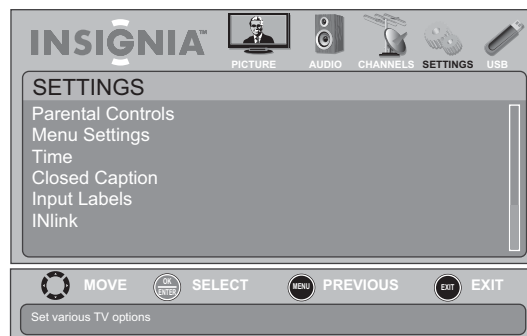 INSIGNIA™
PICTURE AUDIO CHANNELS SETTINGS USB
SETTINGS
Parental Controls
Menu Settings
Time
Closed Caption
Input Labels
INlink
MOVE OK ENTER SELECT MENU PREVIOUS EXIT EXIT
Set various TV options